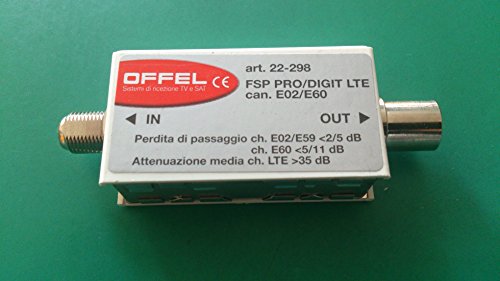 OFFEL CE
Sistemi di ricezione TV e SAT
art. 22-298
FSP PRO/DIGIT LTE
can. E02/E60
IN
OUT
Perdita di passaggio ch. E02/E59 <2/5 dB
ch. E60 <5/11 dB
Attenuazione media ch. LTE >35 dB